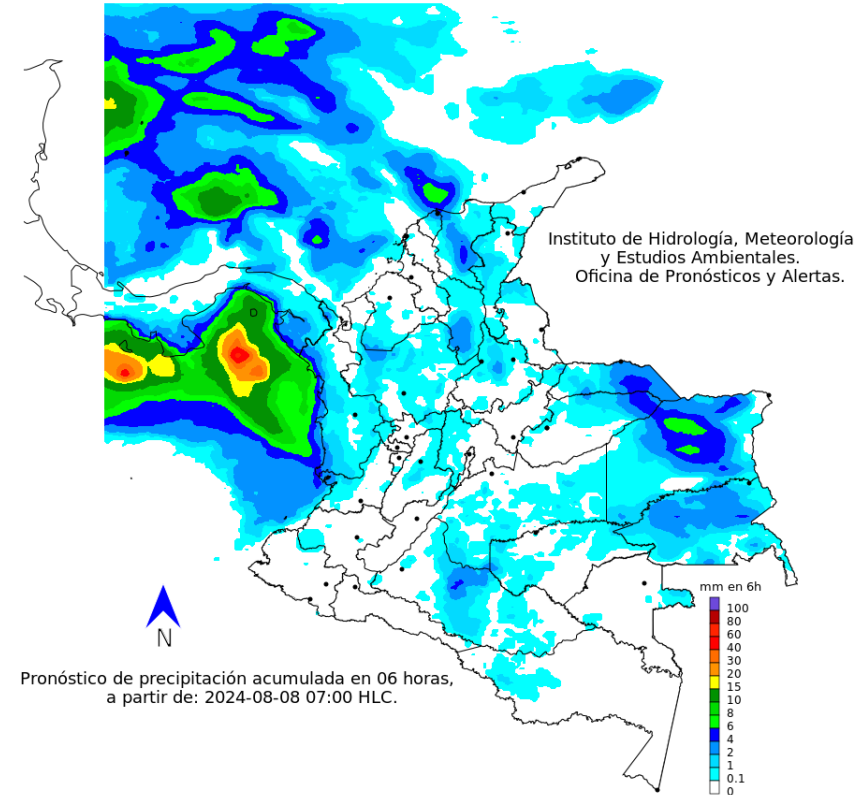 Instituto de Hidrología, Meteorología
y Estudios Ambientales.
Oficina de Pronósticos y Alertas.
D
N
Pronóstico de precipitación acumulada en 06 horas,
a partir de: 2024-08-08 07:00 HLC.
mm en 6h
100
80
60
40
30
20
15
10
8
6
4
2
1
0.1
0